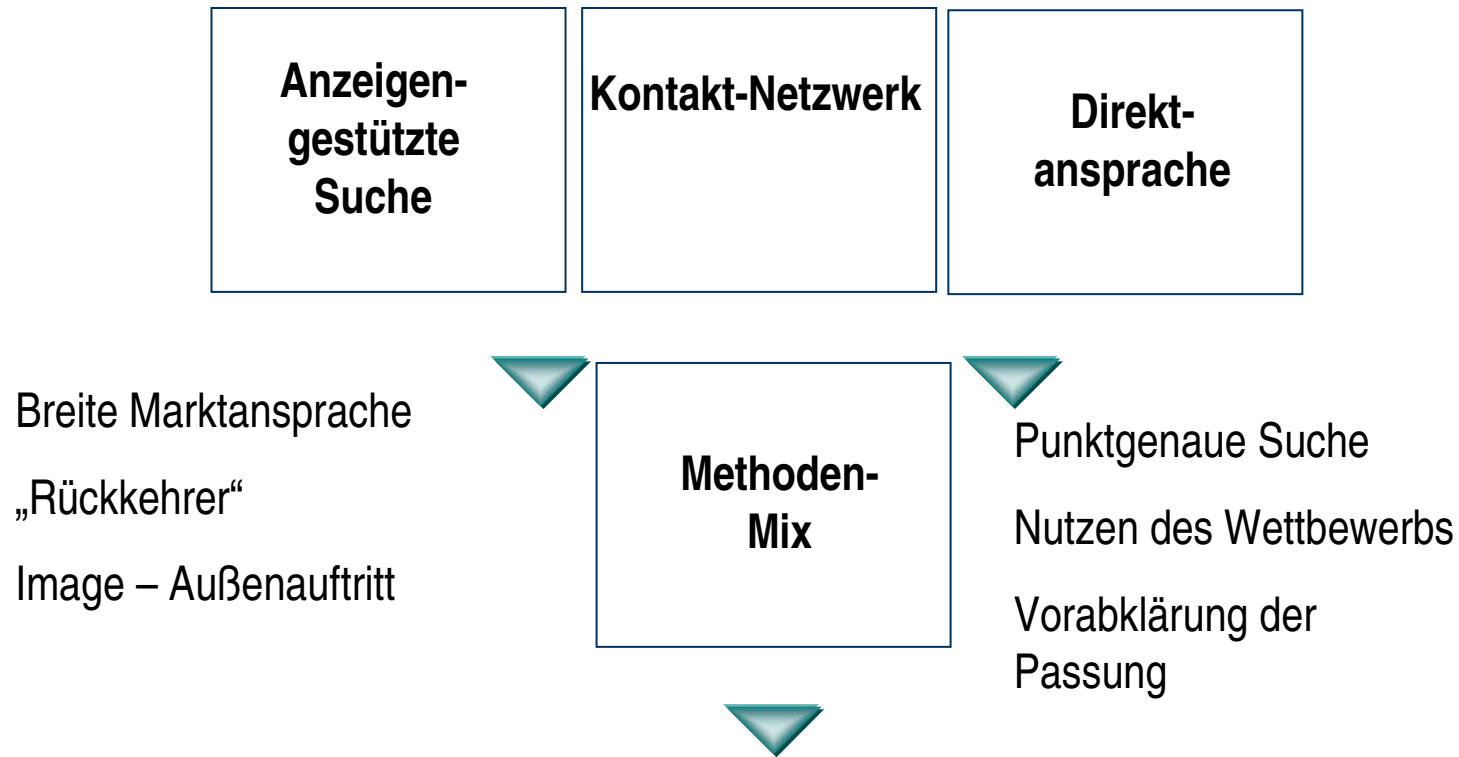 Anzeigen-
gestützte
Suche
Kontakt-Netzwerk
Direkt-
ansprache
Breite Marktansprache
„Rückkehrer“
Image – Außenauftritt
Methoden-
Mix
Punktgenaue Suche
Nutzen des Wettbewerbs
Vorabklärung der
Passung